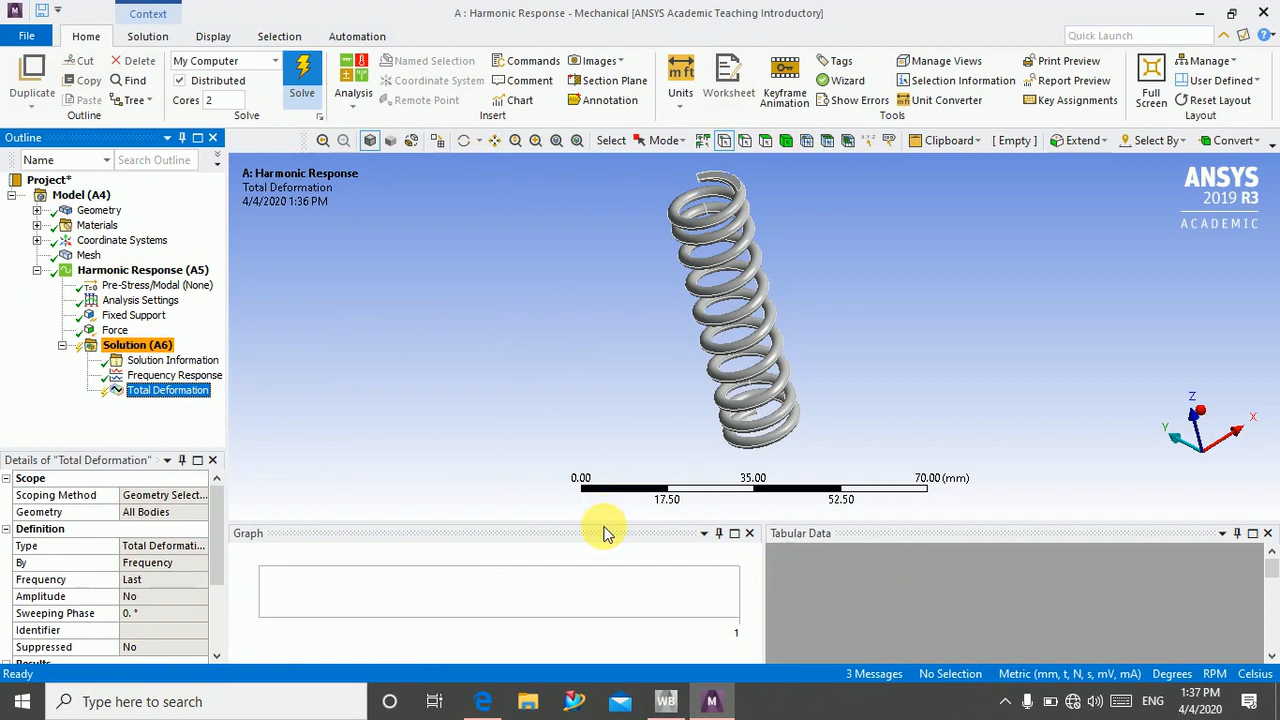 Context
A : Harmonic Response - Mechanical [ANSYS Academic Teaching Introductory]
File Home Solution Display Selection Automation Quick Launch
Duplicate Cut Copy Paste Delete Find Tree
Outline
My Computer
Distributed
Cores 2
Solve
Solve
Analysis Named Selection Coordinate System Remote Point
Commands Comment Chart Images Section Plane Annotation
Insert
Units Worksheet Keyframe Animation
Tags Wizard Show Errors
Manage Views Selection Information Unit Converter
Print Preview Report Preview Key Assignments
Tools
Full Screen
Manage User Defined Reset Layout
Layout
Outline
Name Search Outline
Select Mode Clipboard [ Empty ] Extend Select By Convert
Project*
Model (A4)
Geometry
Materials
Coordinate Systems
Mesh
Harmonic Response (A5)
Pre-Stress/Modal (None)
T=0
Analysis Settings
Fixed Support
Force
Solution (A6)
Solution Information
Frequency Response
Total Deformation
A: Harmonic Response
Total Deformation
4/4/2020 1:36 PM
ANSYS
2019 R3
ACADEMIC
Z
Y
X
0.00 35.00 70.00 (mm)
17.50 52.50
Details of "Total Deformation"
Scope
Scoping Method Geometry Select...
Geometry All Bodies
Definition
Type Total Deformati...
By Frequency
Frequency Last
Amplitude No
Sweeping Phase 0. °
Identifier
Suppressed No
Results
Graph
1
Tabular Data
Ready 3 Messages No Selection Metric (mm, t, N, s, mV, mA) Degrees RPM Celsius
Type here to search
WB
M
ENG
1:37 PM
4/4/2020